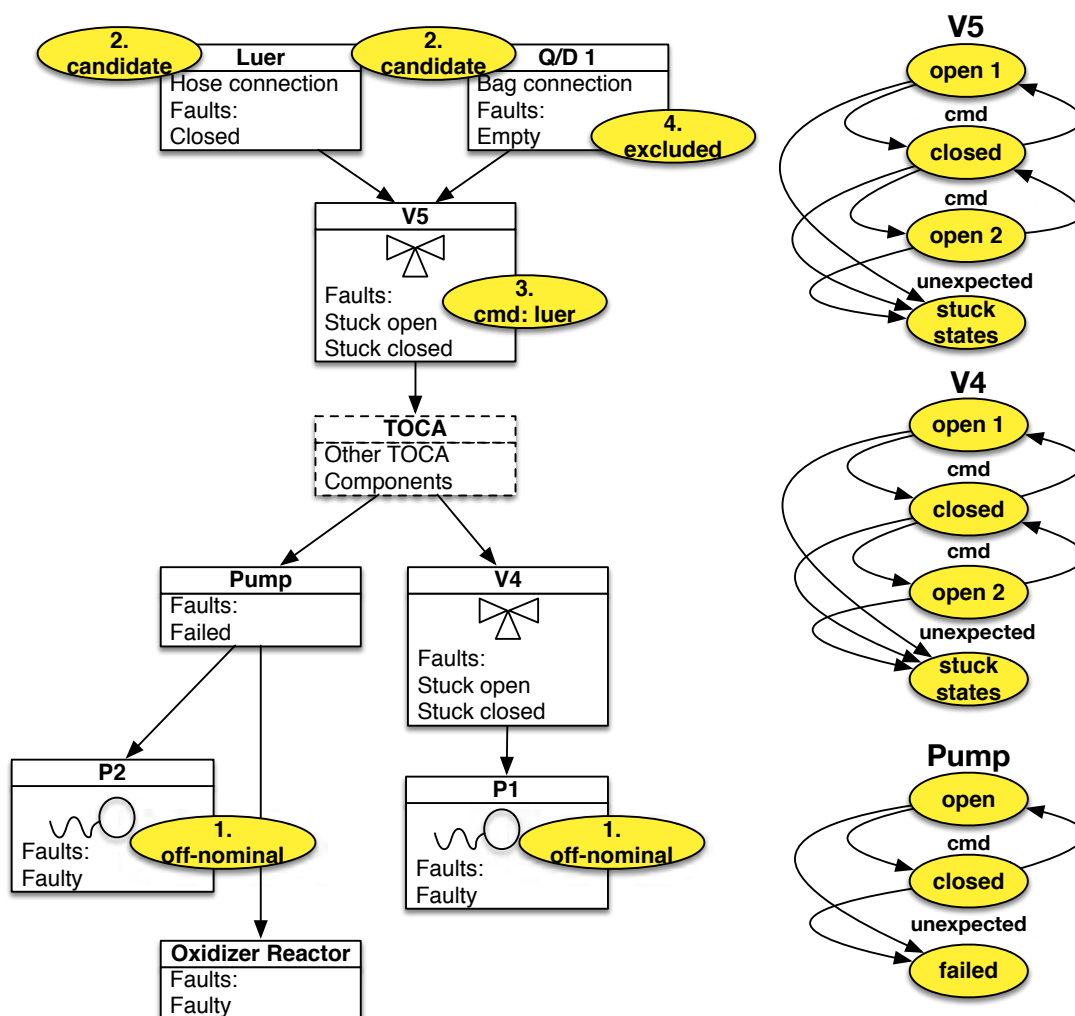 2.
candidate
Luer
Hose connection
Faults:
Closed
2.
candidate
Q/D 1
Bag connection
Faults:
Empty
4.
excluded
V5
Faults:
Stuck open
Stuck closed
3.
cmd: luer
TOCA
Other TOCA
Components
Pump
Faults:
Failed
V4
Faults:
Stuck open
Stuck closed
P2
Faults:
Faulty
1.
off-nominal
P1
Faults:
Faulty
1.
off-nominal
Oxidizer Reactor
Faults:
Faulty
V5
open 1
cmd
closed
cmd
open 2
unexpected
stuck
states
V4
open 1
cmd
closed
cmd
open 2
unexpected
stuck
states
Pump
open
cmd
closed
unexpected
failed